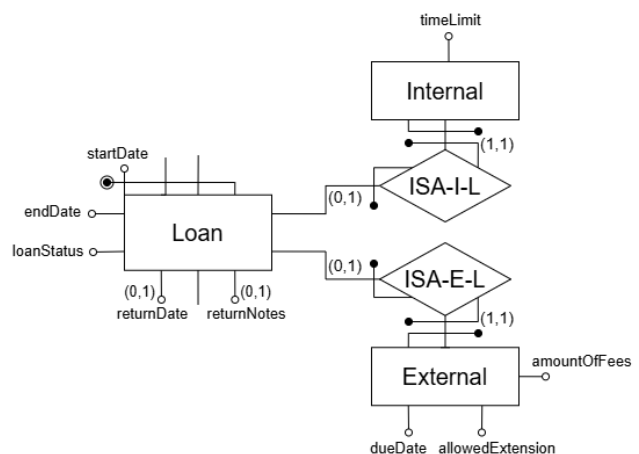 timeLimit
Internal
(1,1)
startDate
ISA-I-L
(0,1)
endDate
Loan
loanStatus
(0,1)
ISA-E-L
(0,1)
(0,1)
returnDate
returnNotes
(1,1)
External
amountOfFees
dueDate
allowedExtension